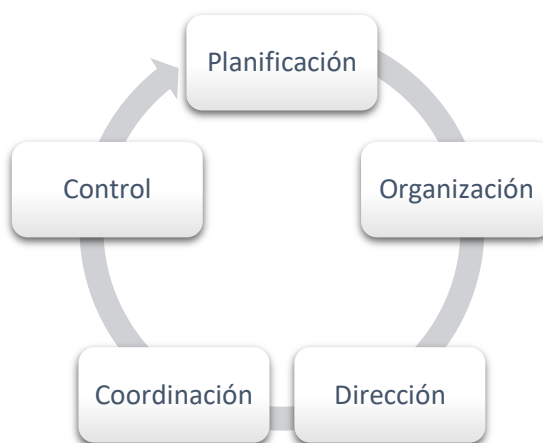 Planificación
Organización
Dirección
Coordinación
Control